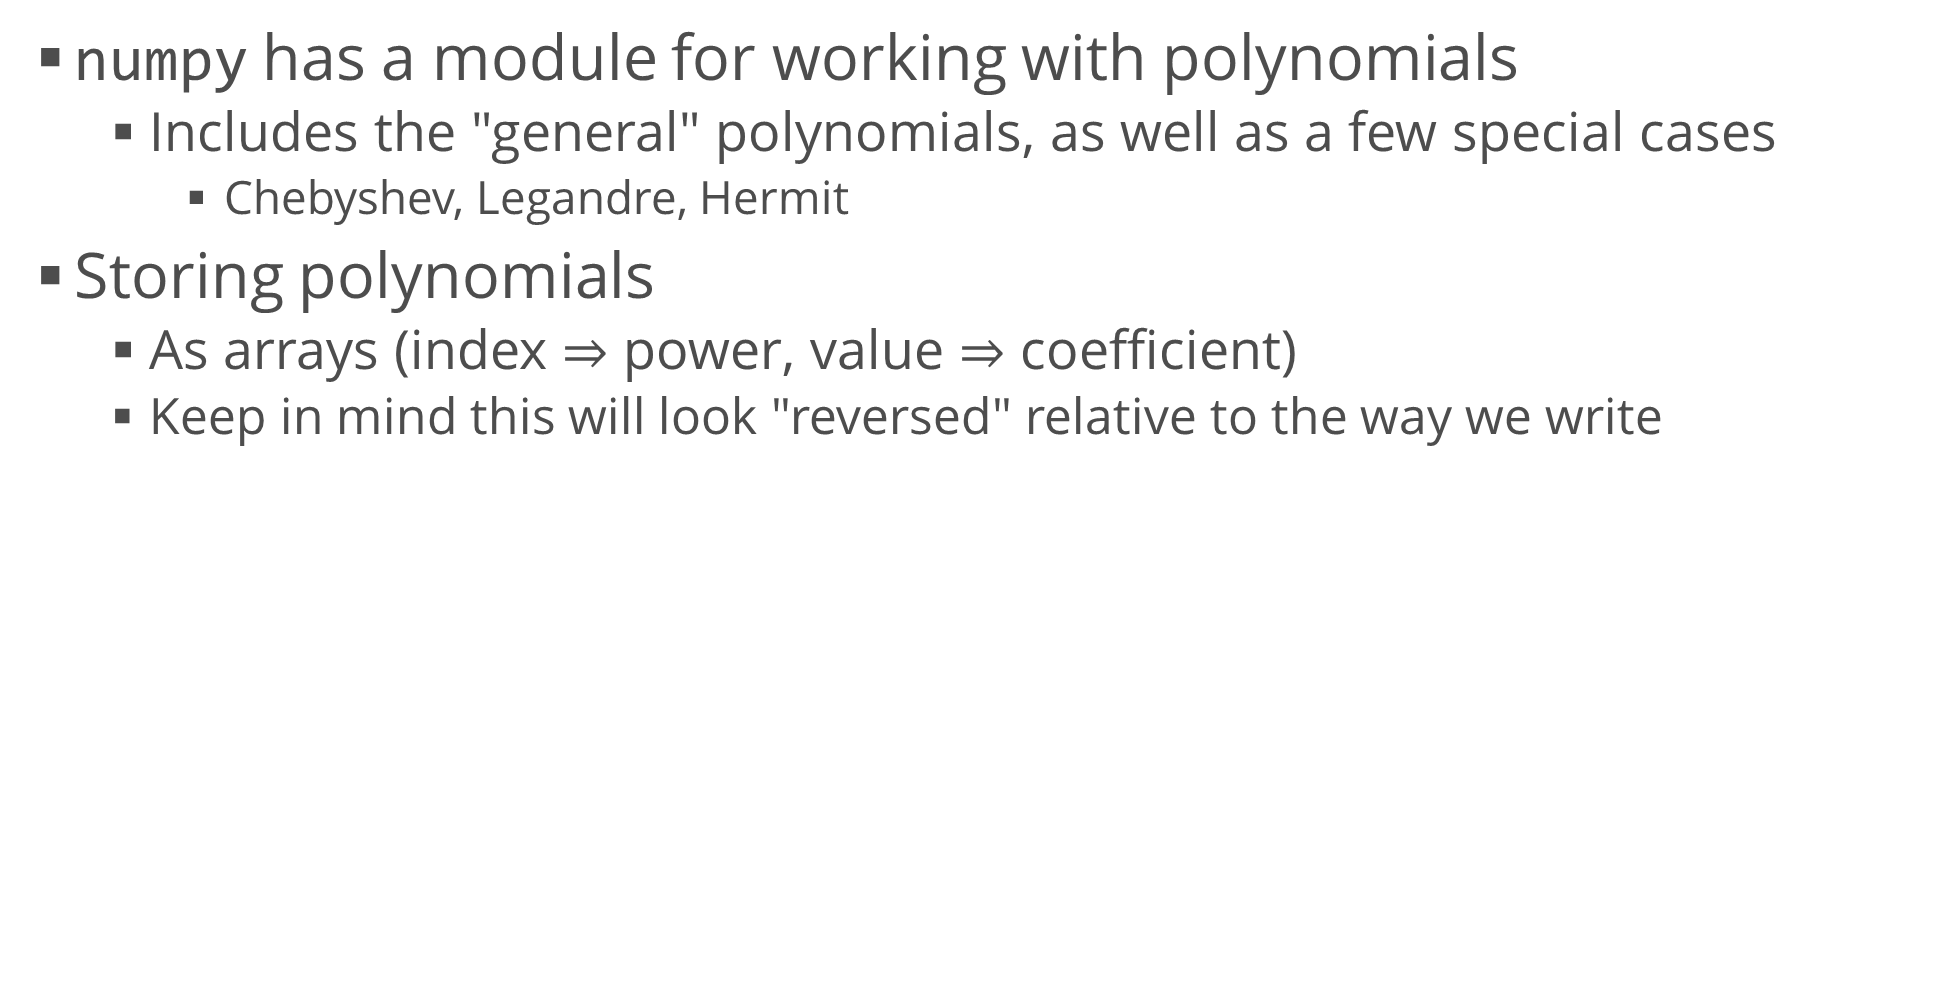 ▪ numpy has a module for working with polynomials
▪ Includes the "general" polynomials, as well as a few special cases
▪ Chebyshev, Legandre, Hermit
▪ Storing polynomials
▪ As arrays (index ⇒ power, value ⇒ coefficient)
▪ Keep in mind this will look "reversed" relative to the way we write